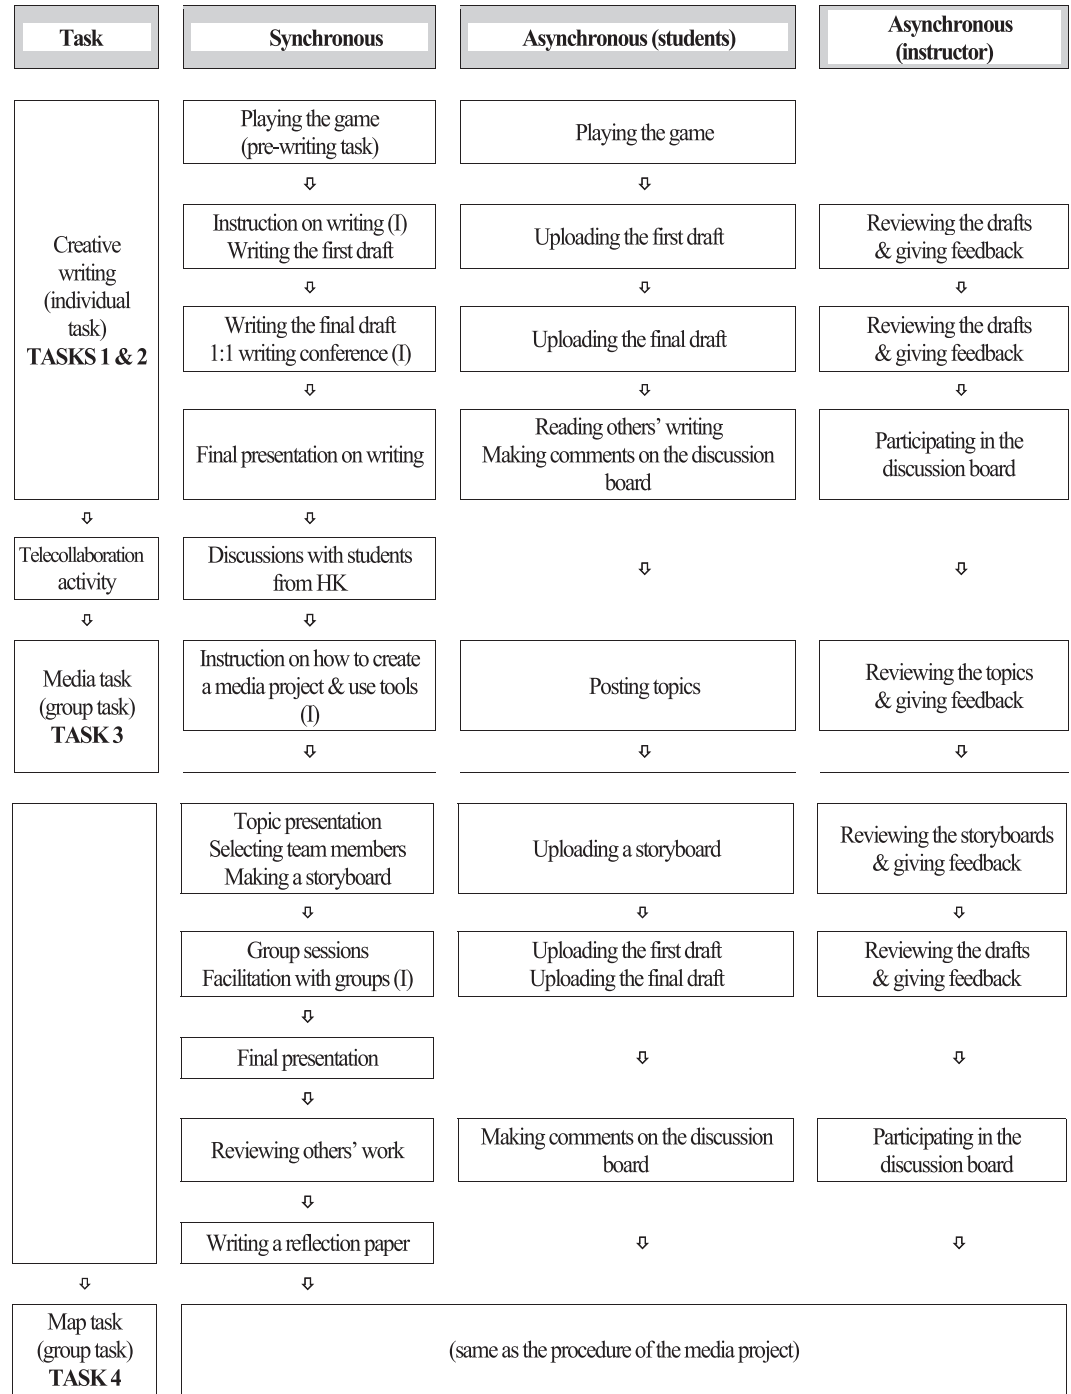 Task
Synchronous
Asynchronous (students)
Asynchronous
(instructor)
Creative
writing
(individual
task)
TASKS 1 & 2
Playing the game
(pre-writing task)
Playing the game
Instruction on writing (I)
Writing the first draft
Uploading the first draft
Reviewing the drafts
& giving feedback
Writing the final draft
1:1 writing conference (I)
Uploading the final draft
Reviewing the drafts
& giving feedback
Final presentation on writing
Reading others' writing
Making comments on the discussion
board
Participating in the
discussion board
Telecollaboration
activity
Discussions with students
from HK
Media task
(group task)
TASK 3
Instruction on how to create
a media project & use tools
(I)
Posting topics
Reviewing the topics
& giving feedback
Topic presentation
Selecting team members
Making a storyboard
Uploading a storyboard
Reviewing the storyboards
& giving feedback
Group sessions
Facilitation with groups (I)
Uploading the first draft
Uploading the final draft
Reviewing the drafts
& giving feedback
Final presentation
Reviewing others' work
Making comments on the discussion
board
Participating in the
discussion board
Writing a reflection paper
Map task
(group task)
TASK 4
(same as the procedure of the media project)